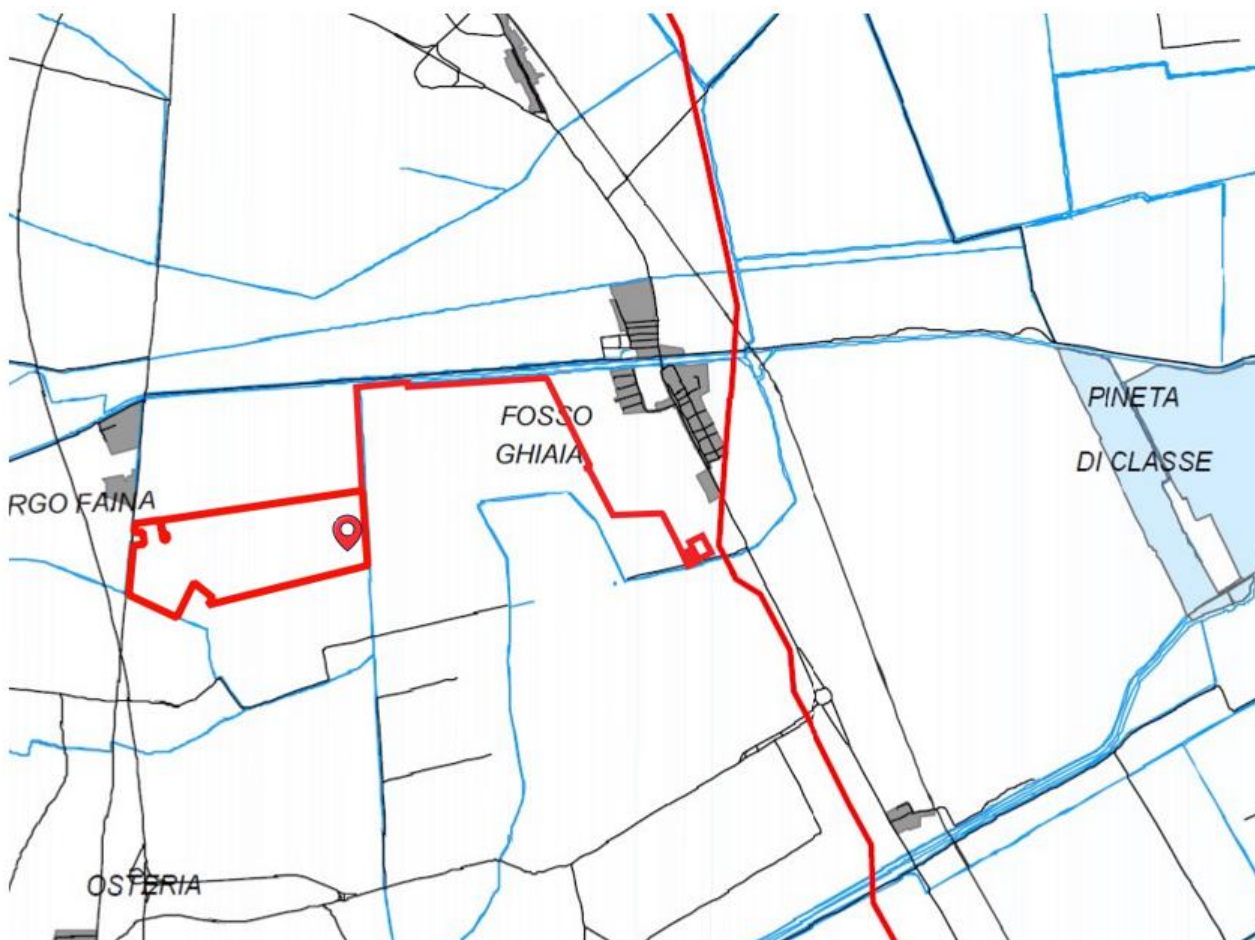 PINETA
DI CLASSE
FOSSO
GHIAIA
RGO FAINA
OSTERIA